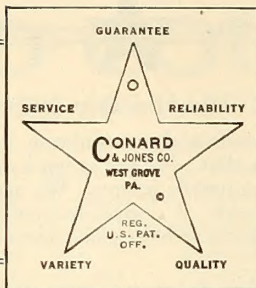 GUARANTEE
SERVICE RELIABILITY
CONARD
& JONES CO.
WEST GROVE
PA.
©
REG.
U.S. PAT.
OFF.
VARIETY QUALITY